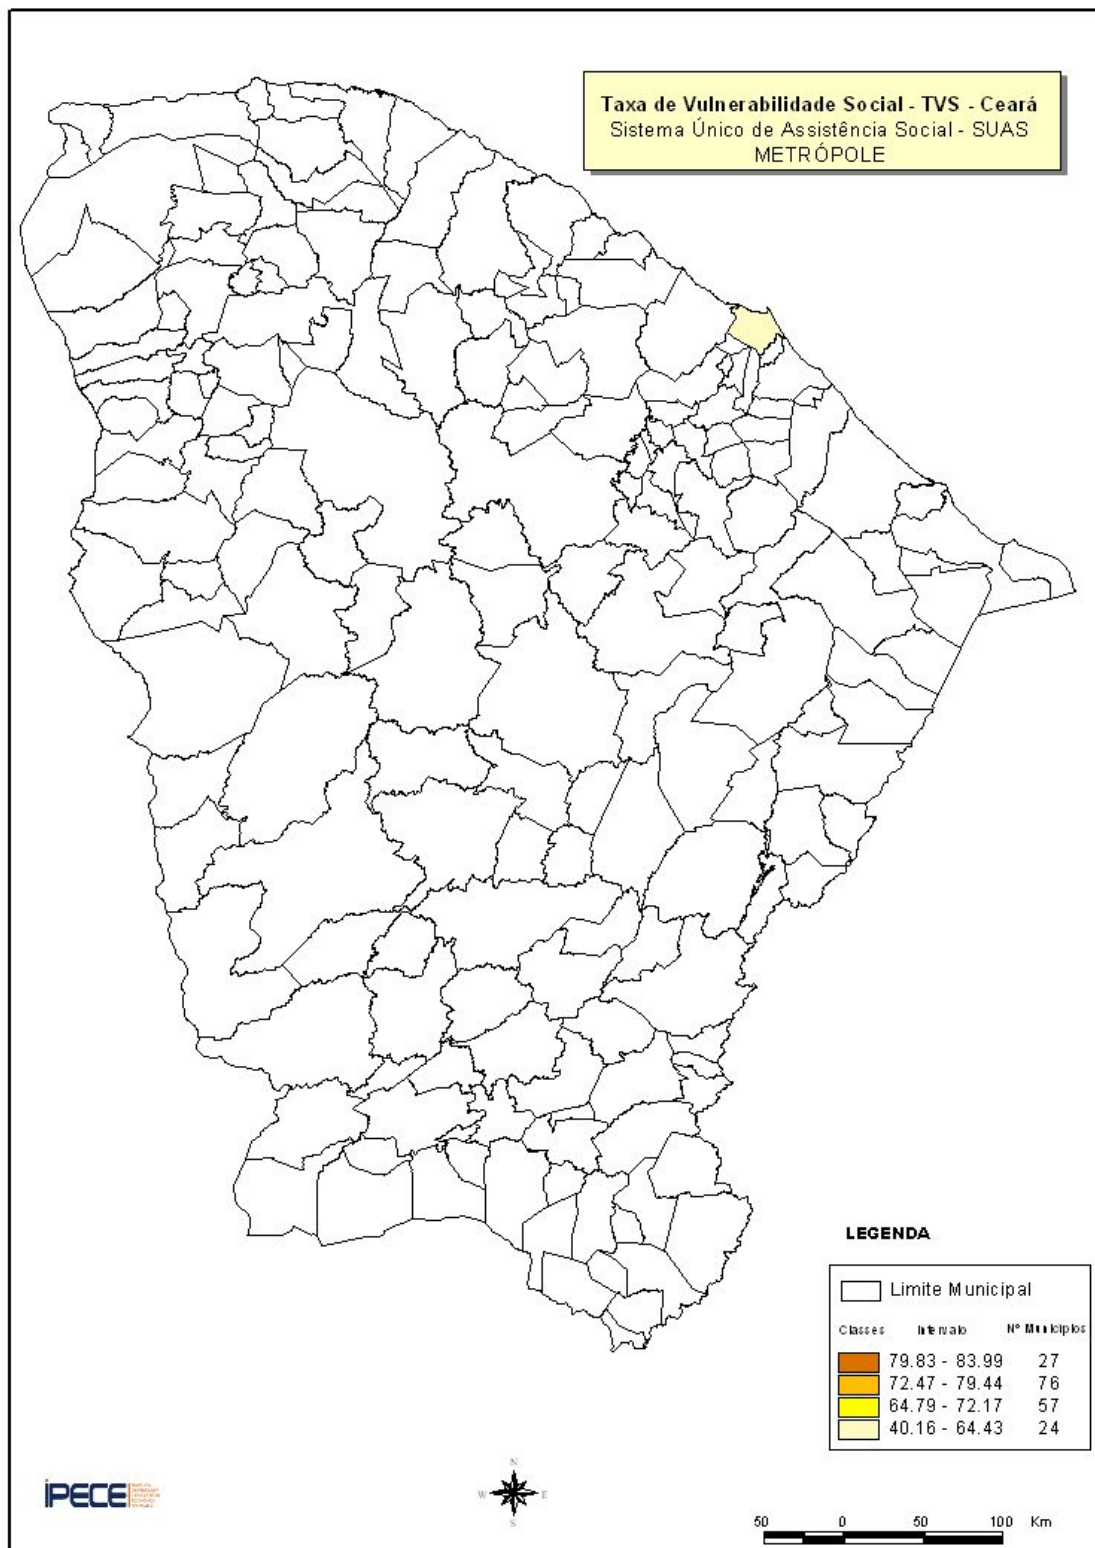 Taxa de Vulnerabilidade Social - TVS - Ceará
Sistema Único de Assistência Social - SUAS
METRÓPOLE
LEGENDA
Limite Municipal
Classes Intervalo Nº Municípios
79.83 - 83.99 27
72.47 - 79.44 76
64.79 - 72.17 57
40.16 - 64.43 24
IPECE
N
W E
S
50 0 50 100 Km